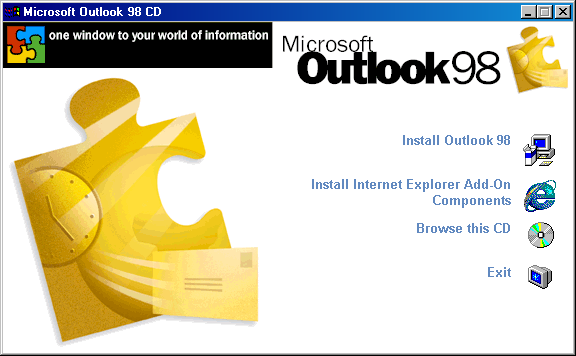 Microsoft Outlook 98 CD
one window to your world of information
Microsoft
Outlook98
Install Outlook 98
Install Internet Explorer Add-On
Components
Browse this CD
Exit